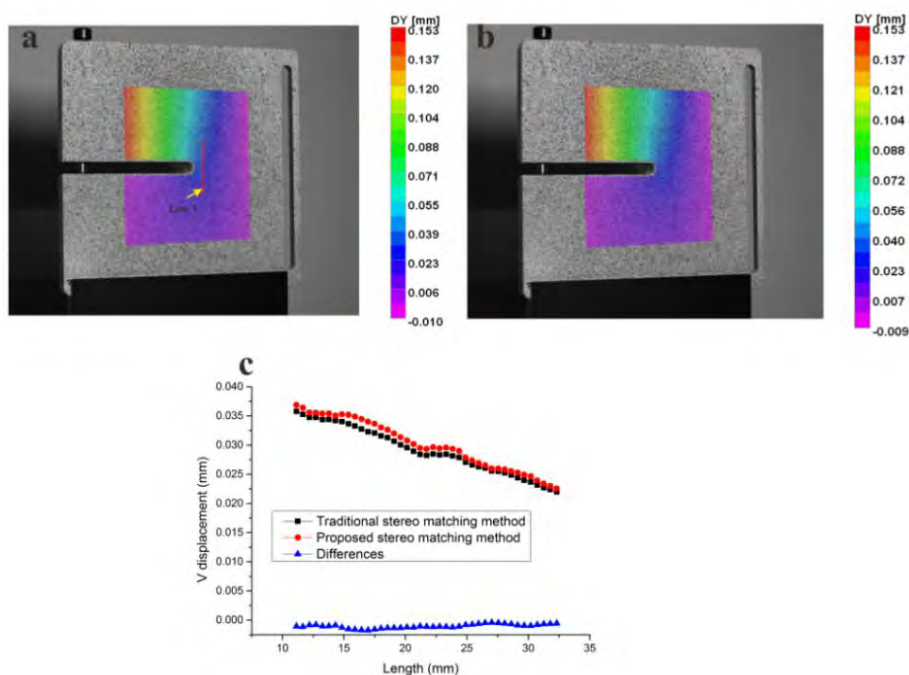 a
DY [mm]
0.153
0.137
0.120
0.104
0.088
0.071
0.055
0.039
0.023
0.006
-0.010
b
DY [mm]
0.153
0.137
0.121
0.104
0.088
0.072
0.056
0.040
0.023
0.007
-0.009
c
0.040
0.035
0.030
0.025
0.020
0.015
0.010
0.005
0.000
V displacement (mm)
Traditional stereo matching method
Proposed stereo matching method
Differences
10 15 20 25 30 35
Length (mm)